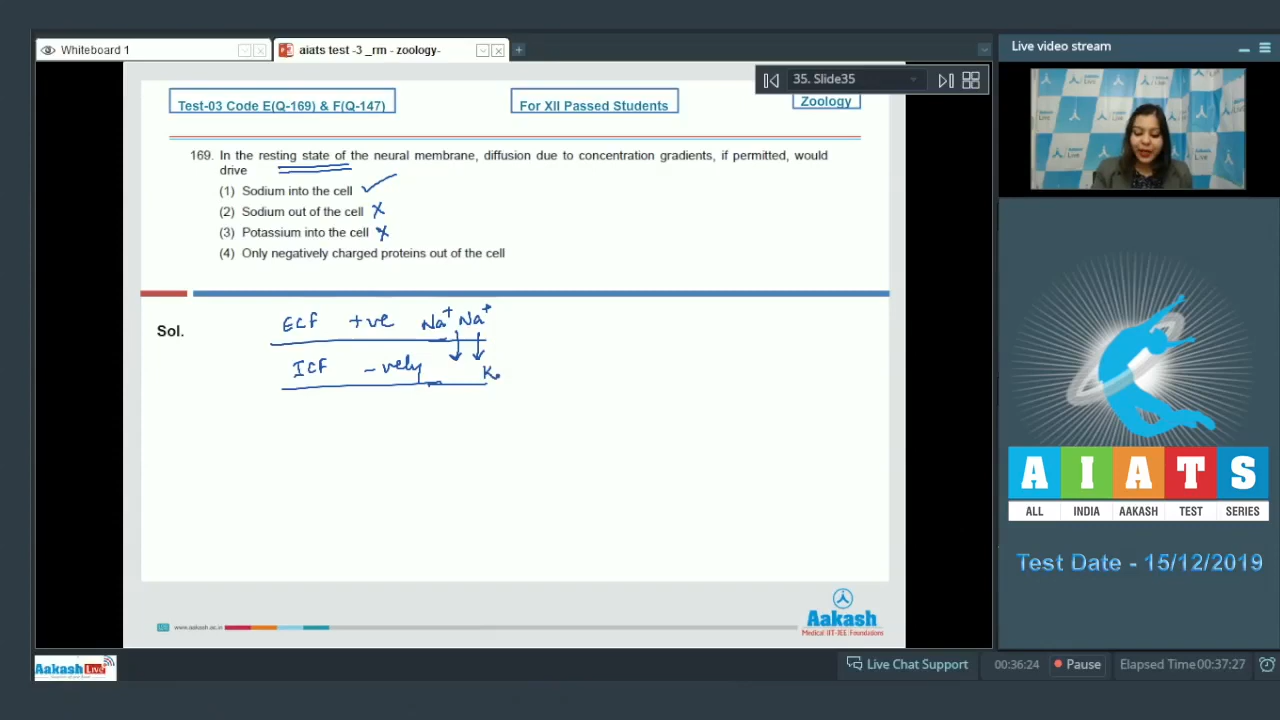 Whiteboard 1
aiats test -3 _rm - zoology-
Live video stream
35. Slide35
Test-03 Code E(Q-169) & F(Q-147)
For XII Passed Students
Zoology
169. In the resting state of the neural membrane, diffusion due to concentration gradients, if permitted, would
drive
(1) Sodium into the cell
(2) Sodium out of the cell
(3) Potassium into the cell
(4) Only negatively charged proteins out of the cell
Sol.
ECF +ve Na+ Na+
ICF - vely K
AIATS
ALL INDIA AAKASH TEST SERIES
Test Date - 15/12/2019
www.aakash.ac.in
Aakash
Medical|IIT-JEE|Foundations
Aakash Live
Live Chat Support
00:36:24
Pause
Elapsed Time 00:37:27